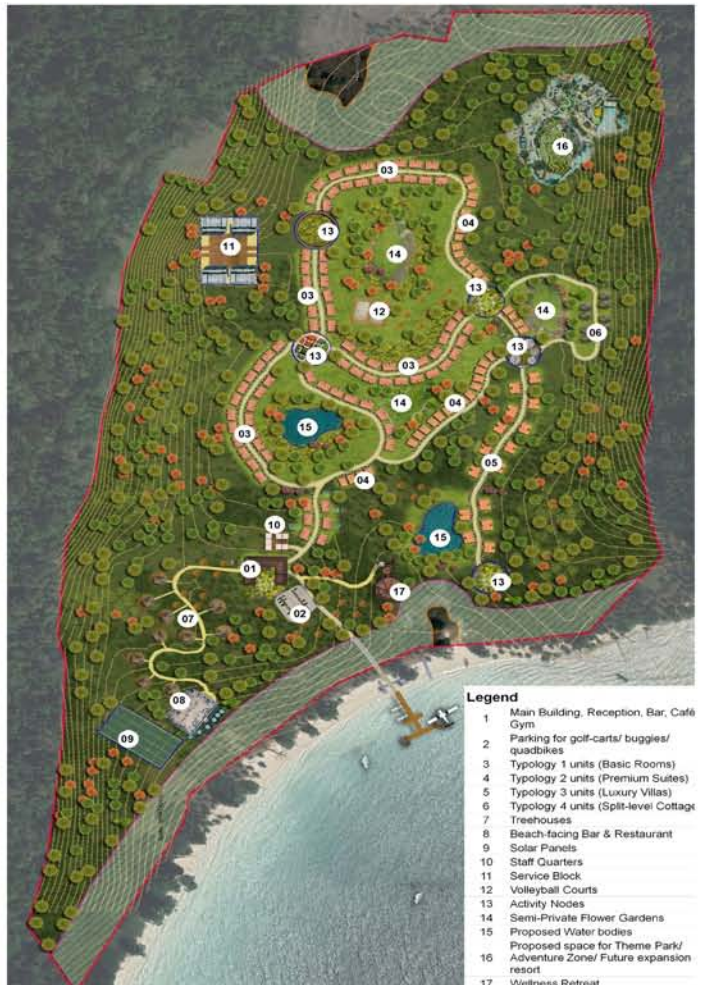 16
03
04
13
11
14
13
03
12
14
06
13
13
03
14
04
15
03
05
04
10
15
01
13
17
02
07
08
09
Legend
1 Main Building, Reception, Bar, Café
Gym
2 Parking for golf-carts/ buggies/
quadbikes
3 Typology 1 units (Basic Rooms)
4 Typology 2 units (Premium Suites)
5 Typology 3 units (Luxury Villas)
6 Typology 4 units (Split-level Cottage
7 Treehouses
8 Beach-facing Bar & Restaurant
9 Solar Panels
10 Staff Quarters
11 Service Block
12 Volleyball Courts
13 Activity Nodes
14 Semi-Private Flower Gardens
15 Proposed Water bodies
Proposed space for Theme Park/
16 Adventure Zone/ Future expansion
resort
17 Wellness Retreat